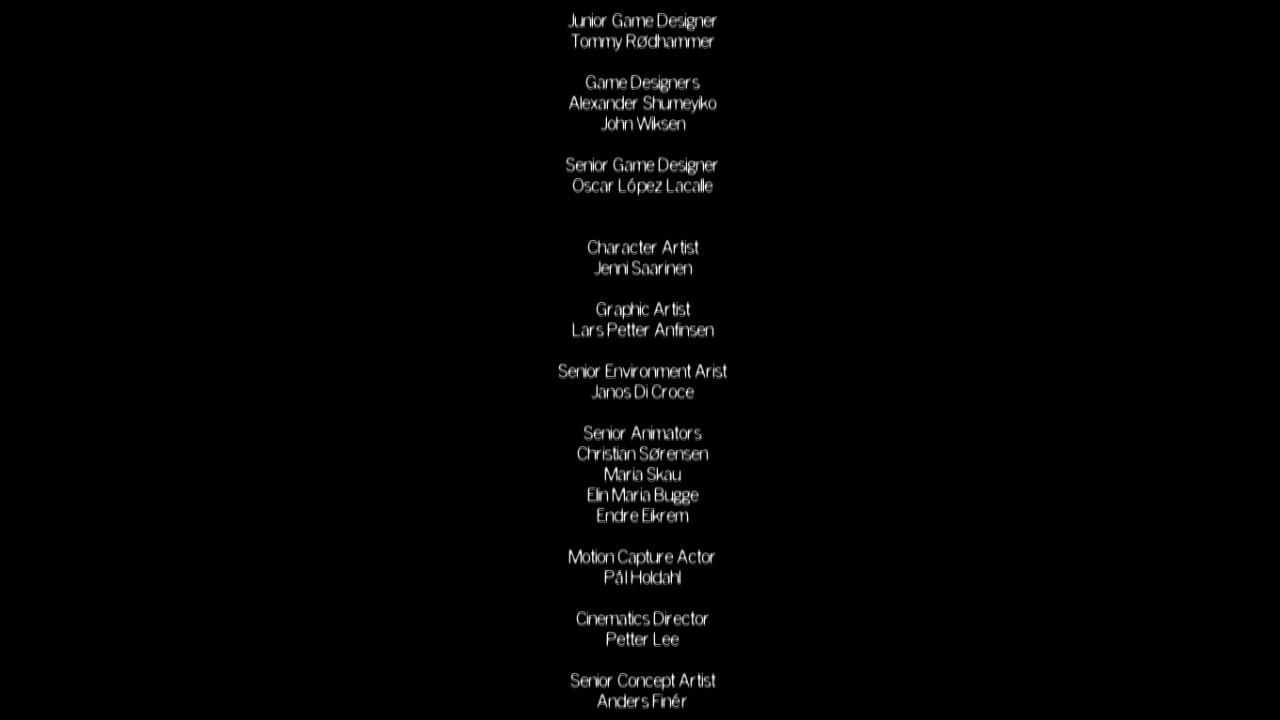 Junior Game Designer
Tommy Rødhammer
Game Designers
Alexander Shumeyiko
John Wiksen
Senior Game Designer
Oscar López Lacalle
Character Artist
Jenni Saarinen
Graphic Artist
Lars Petter Anfinsen
Senior Environment Arist
Janos Di Croce
Senior Animators
Christian Sørensen
Maria Skau
Elin Maria Bugge
Endre Eikrem
Motion Capture Actor
Pål Holdahl
Cinematics Director
Petter Lee
Senior Concept Artist
Anders Finér